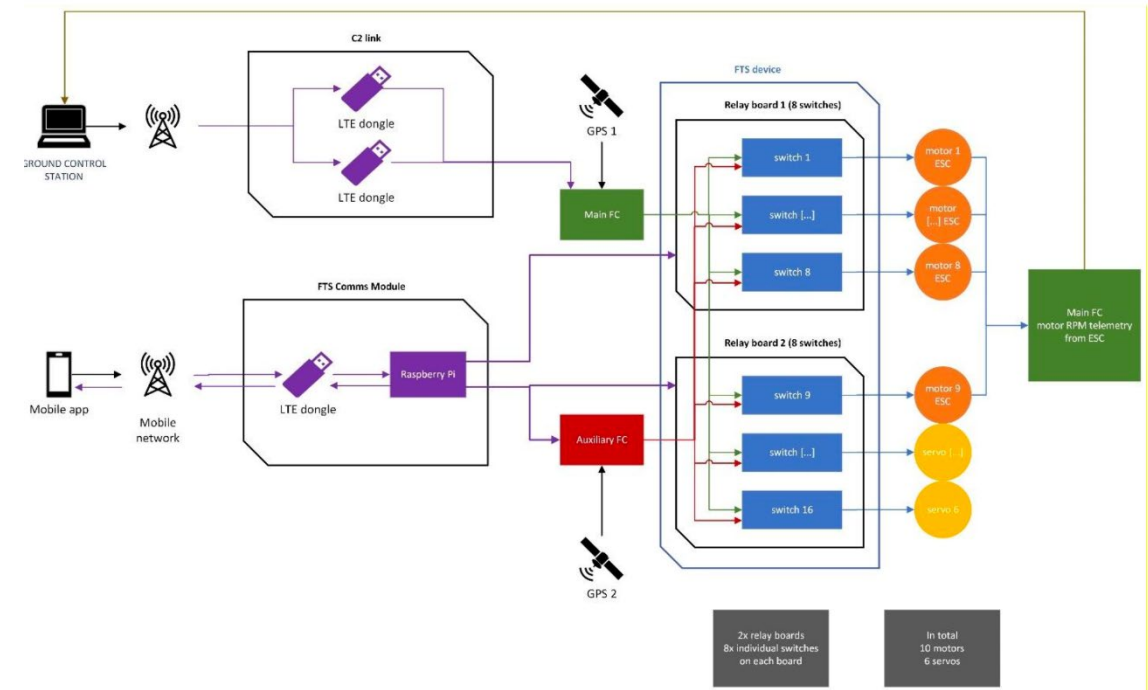 C2 link
LTE dongle
LTE dongle
GROUND CONTROL
STATION
GPS 1
Main FC
FTS device
Relay board 1 (8 switches)
switch 1
switch [...]
switch 8
motor 1
ESC
motor
[...] ESC
motor 8
ESC
Main FC
motor RPM telemetry
from ESC
FTS Comms Module
Mobile app
Mobile
network
LTE dongle
Raspberry Pi
Auxiliary FC
GPS 2
Relay board 2 (8 switches)
switch 9
switch [...]
switch 16
motor 9
ESC
servo [...]
servo 6
2x relay boards
8x individual switches
on each board
In total
10 motors
6 servos